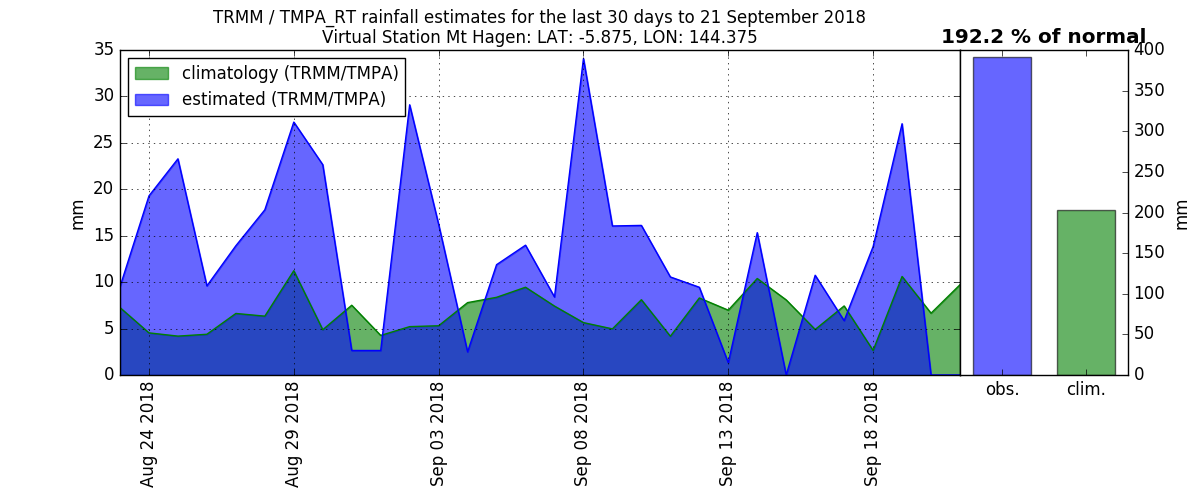 TRMM / TMPA_RT rainfall estimates for the last 30 days to 21 September 2018
Virtual Station Mt Hagen: LAT: -5.875, LON: 144.375
192.2 % of normal
climatology (TRMM/TMPA)
estimated (TRMM/TMPA)
mm
35
30
25
20
15
10
5
0
Aug 24 2018
Aug 29 2018
Sep 03 2018
Sep 08 2018
Sep 13 2018
Sep 18 2018
400
350
300
250
200
150
100
50
0
mm
obs.
clim.